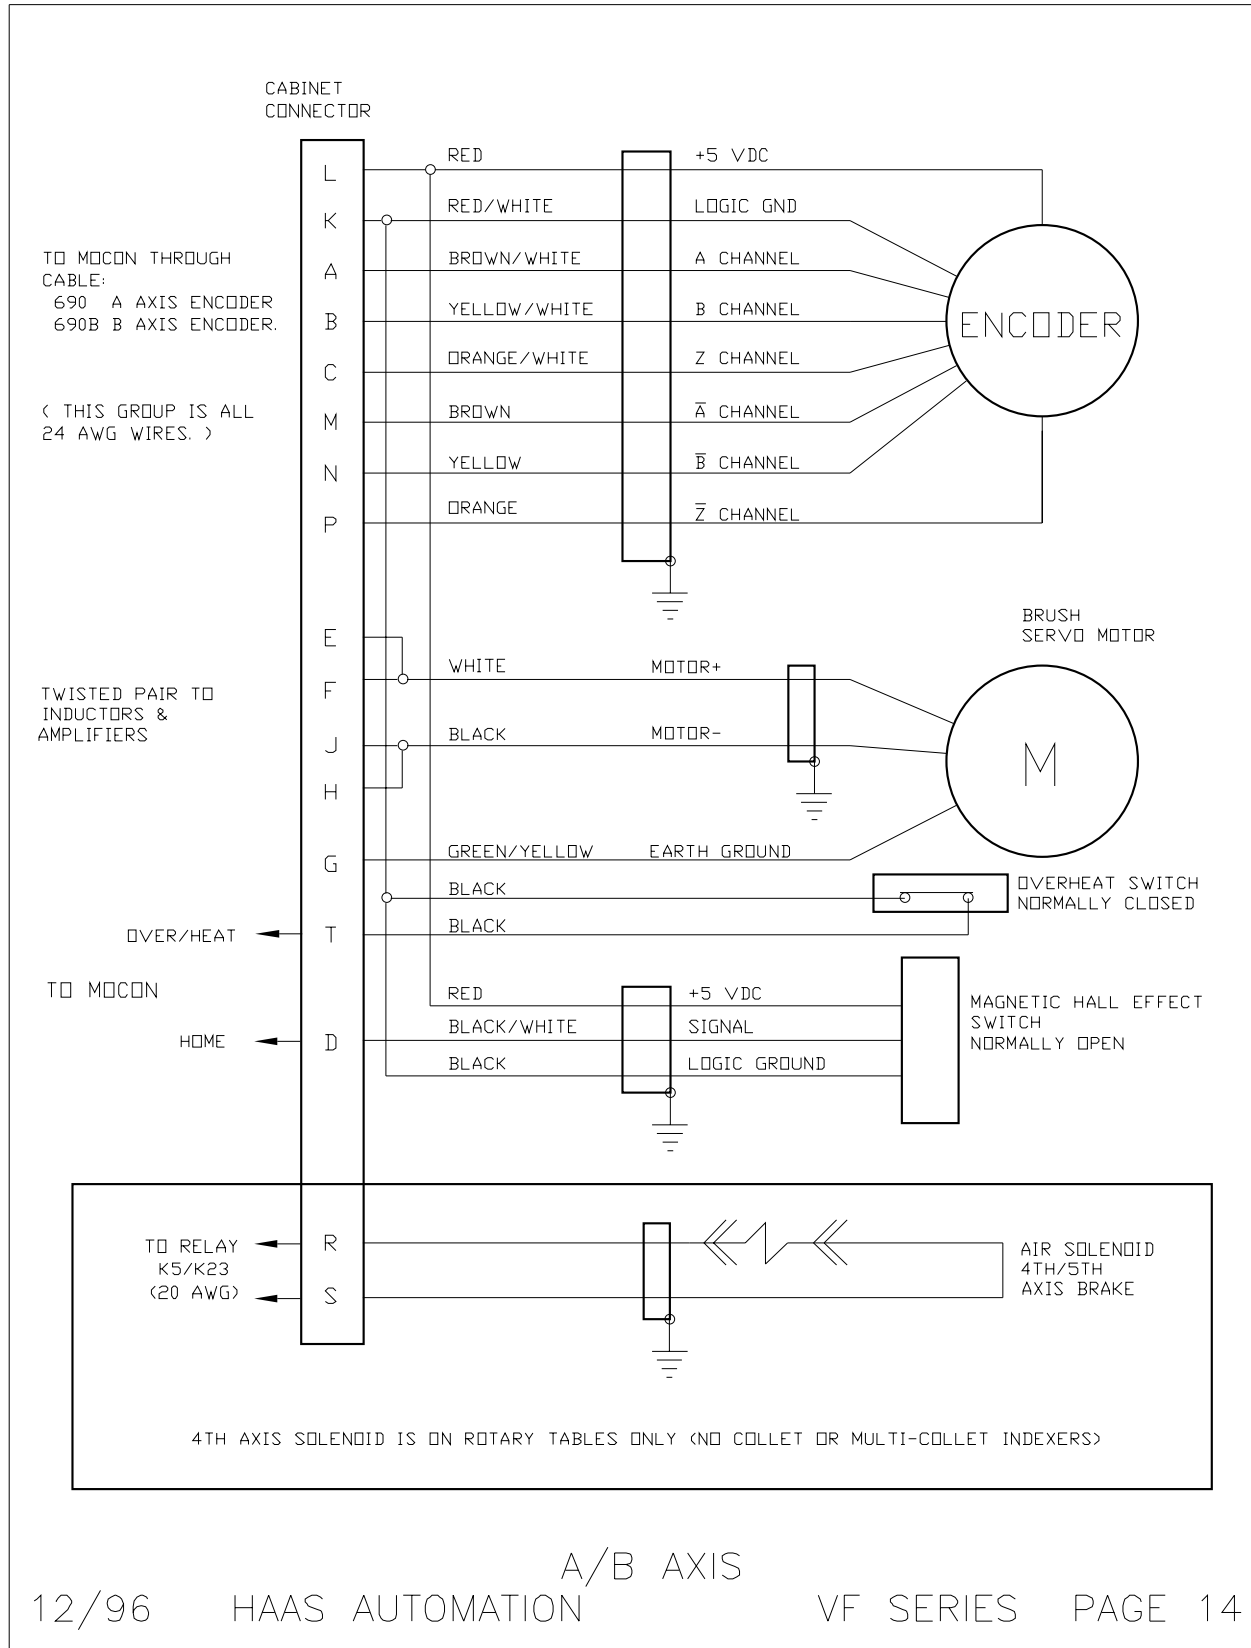 CABINET
CONNECTOR
L RED +5 VDC
K RED/WHITE LOGIC GND
TO MOCON THROUGH
CABLE:
690 A AXIS ENCODER
690B B AXIS ENCODER.
A BROWN/WHITE A CHANNEL
B YELLOW/WHITE B CHANNEL
ENCODER
C ORANGE/WHITE Z CHANNEL
( THIS GROUP IS ALL
24 AWG WIRES. )
M BROWN A̅ CHANNEL
N YELLOW B̅ CHANNEL
P ORANGE Z̅ CHANNEL
BRUSH
SERVO MOTOR
E
F WHITE MOTOR+
TWISTED PAIR TO
INDUCTORS &
AMPLIFIERS
J BLACK MOTOR-
M
H
G GREEN/YELLOW EARTH GROUND
BLACK
OVERHEAT SWITCH
NORMALLY CLOSED
OVER/HEAT T BLACK
TO MOCON
RED +5 VDC
BLACK/WHITE SIGNAL
HOME D
BLACK LOGIC GROUND
MAGNETIC HALL EFFECT
SWITCH
NORMALLY OPEN
TO RELAY
K5/K23
(20 AWG)
R
S
AIR SOLENOID
4TH/5TH
AXIS BRAKE
4TH AXIS SOLENOID IS ON ROTARY TABLES ONLY (NO COLLET OR MULTI-COLLET INDEXERS)
A/B AXIS
12/96 HAAS AUTOMATION VF SERIES PAGE 14